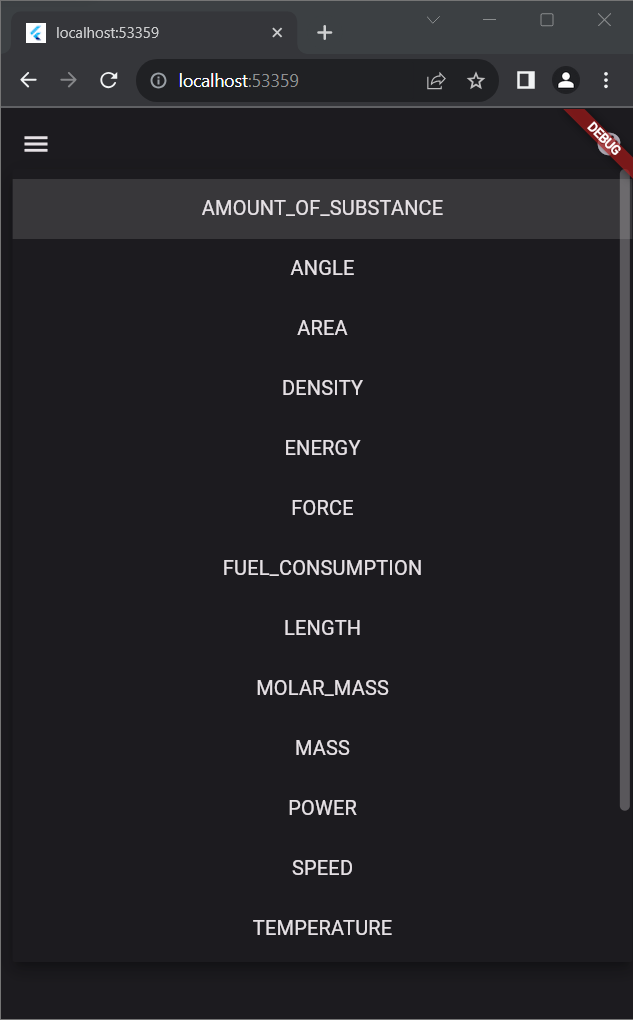 localhost:53359
localhost:53359
DEBUG
AMOUNT_OF_SUBSTANCE
ANGLE
AREA
DENSITY
ENERGY
FORCE
FUEL_CONSUMPTION
LENGTH
MOLAR_MASS
MASS
POWER
SPEED
TEMPERATURE